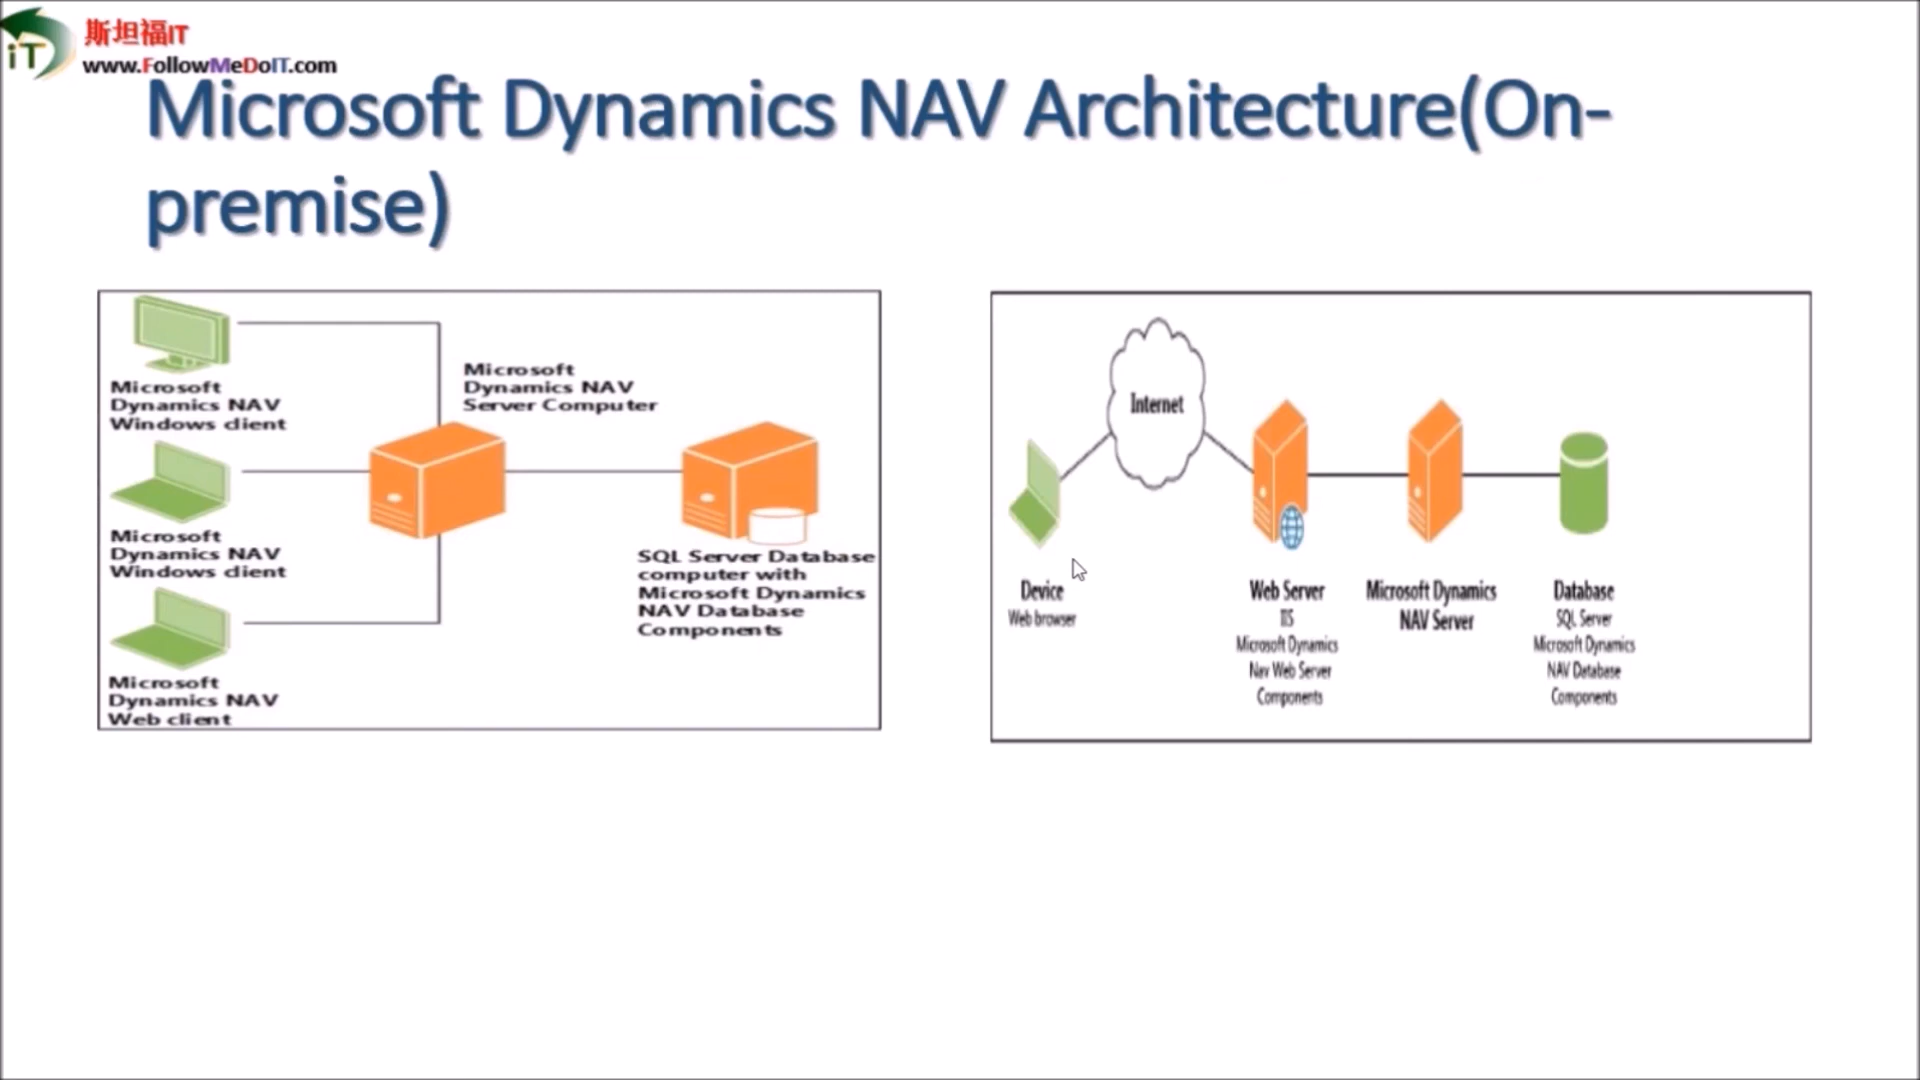 iT
斯坦福IT
www.FollowMeDoIT.com
Microsoft Dynamics NAV Architecture(On-
premise)
Microsoft
Dynamics NAV
Windows client
Microsoft
Dynamics NAV
Windows client
Microsoft
Dynamics NAV
Web client
Microsoft
Dynamics NAV
Server Computer
SQL Server Database
computer with
Microsoft Dynamics
NAV Database
Components
Internet
Device
Web browser
Web Server
IIS
Microsoft Dynamics
Nav Web Server
Components
Microsoft Dynamics
NAV Server
Database
SQL Server
Microsoft Dynamics
NAV Database
Components